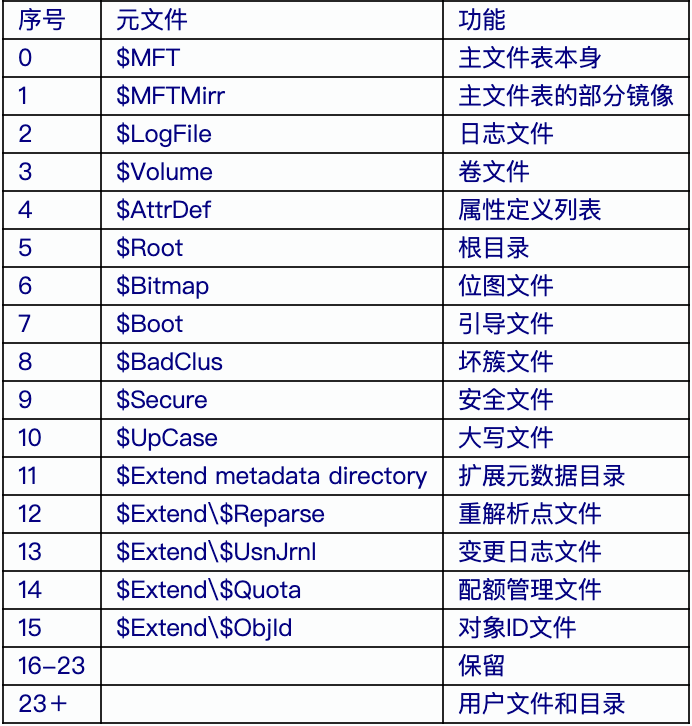 序号 元文件 功能
0 $MFT 主文件表本身
1 $MFTMirr 主文件表的部分镜像
2 $LogFile 日志文件
3 $Volume 卷文件
4 $AttrDef 属性定义列表
5 $Root 根目录
6 $Bitmap 位图文件
7 $Boot 引导文件
8 $BadClus 坏簇文件
9 $Secure 安全文件
10 $UpCase 大写文件
11 $Extend metadata directory 扩展元数据目录
12 $Extend\$Reparse 重解析点文件
13 $Extend\$UsnJrnl 变更日志文件
14 $Extend\$Quota 配额管理文件
15 $Extend\$ObjId 对象ID文件
16–23 保留
23＋ 用户文件和目录